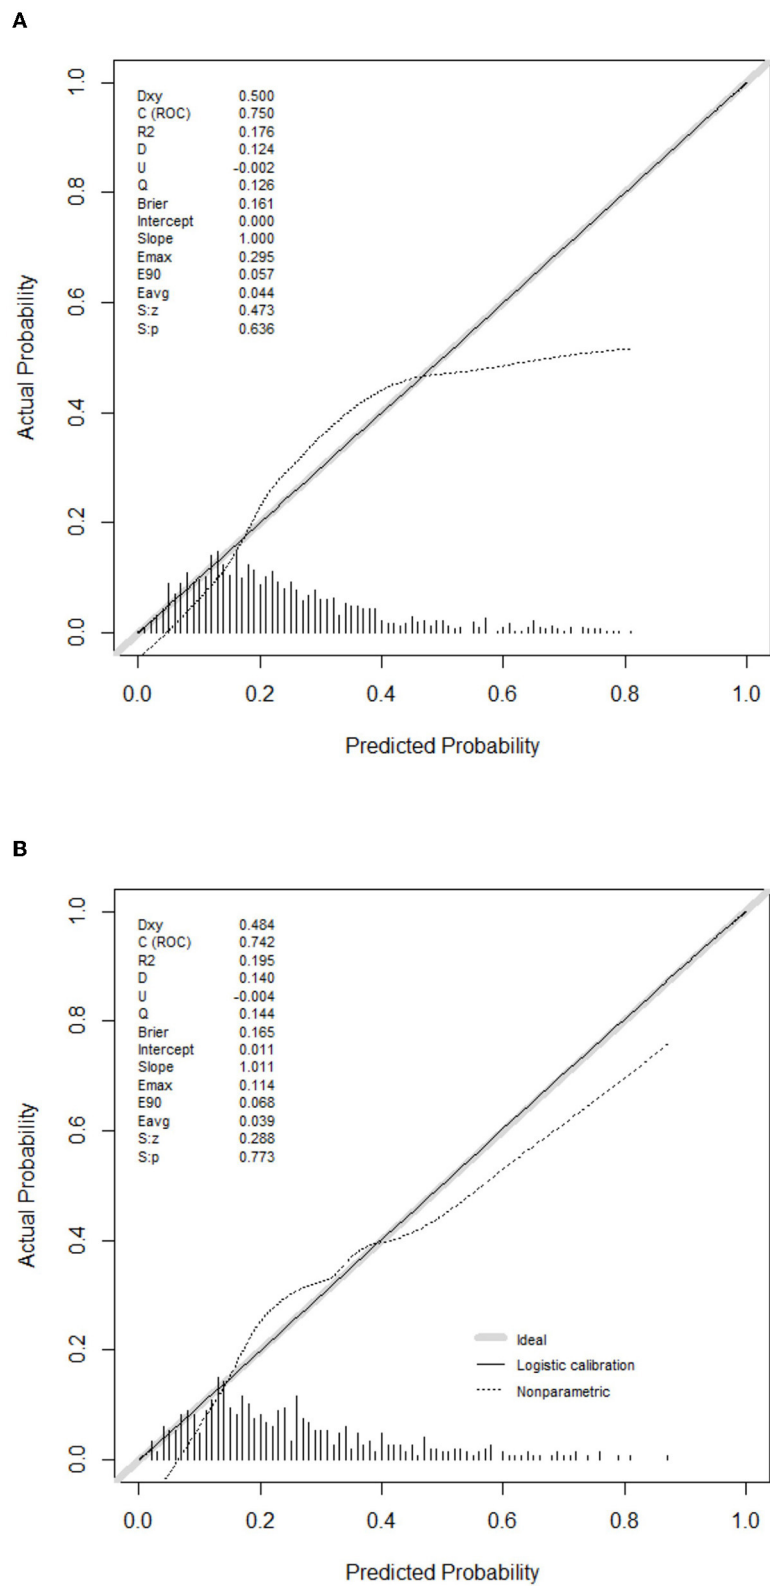 A
Dxy 0.500
C (ROC) 0.750
R2 0.176
D 0.124
U -0.002
Q 0.126
Brier 0.161
Intercept 0.000
Slope 1.000
Emax 0.295
E90 0.057
Eavg 0.044
S:z 0.473
S:p 0.636
Actual Probability
1.0
0.8
0.6
0.4
0.2
0.0
0.0 0.2 0.4 0.6 0.8 1.0
Predicted Probability
B
Dxy 0.484
C (ROC) 0.742
R2 0.195
D 0.140
U -0.004
Q 0.144
Brier 0.165
Intercept 0.011
Slope 1.011
Emax 0.114
E90 0.068
Eavg 0.039
S:z 0.288
S:p 0.773
Actual Probability
1.0
0.8
0.6
0.4
0.2
0.0
Ideal
Logistic calibration
Nonparametric
0.0 0.2 0.4 0.6 0.8 1.0
Predicted Probability